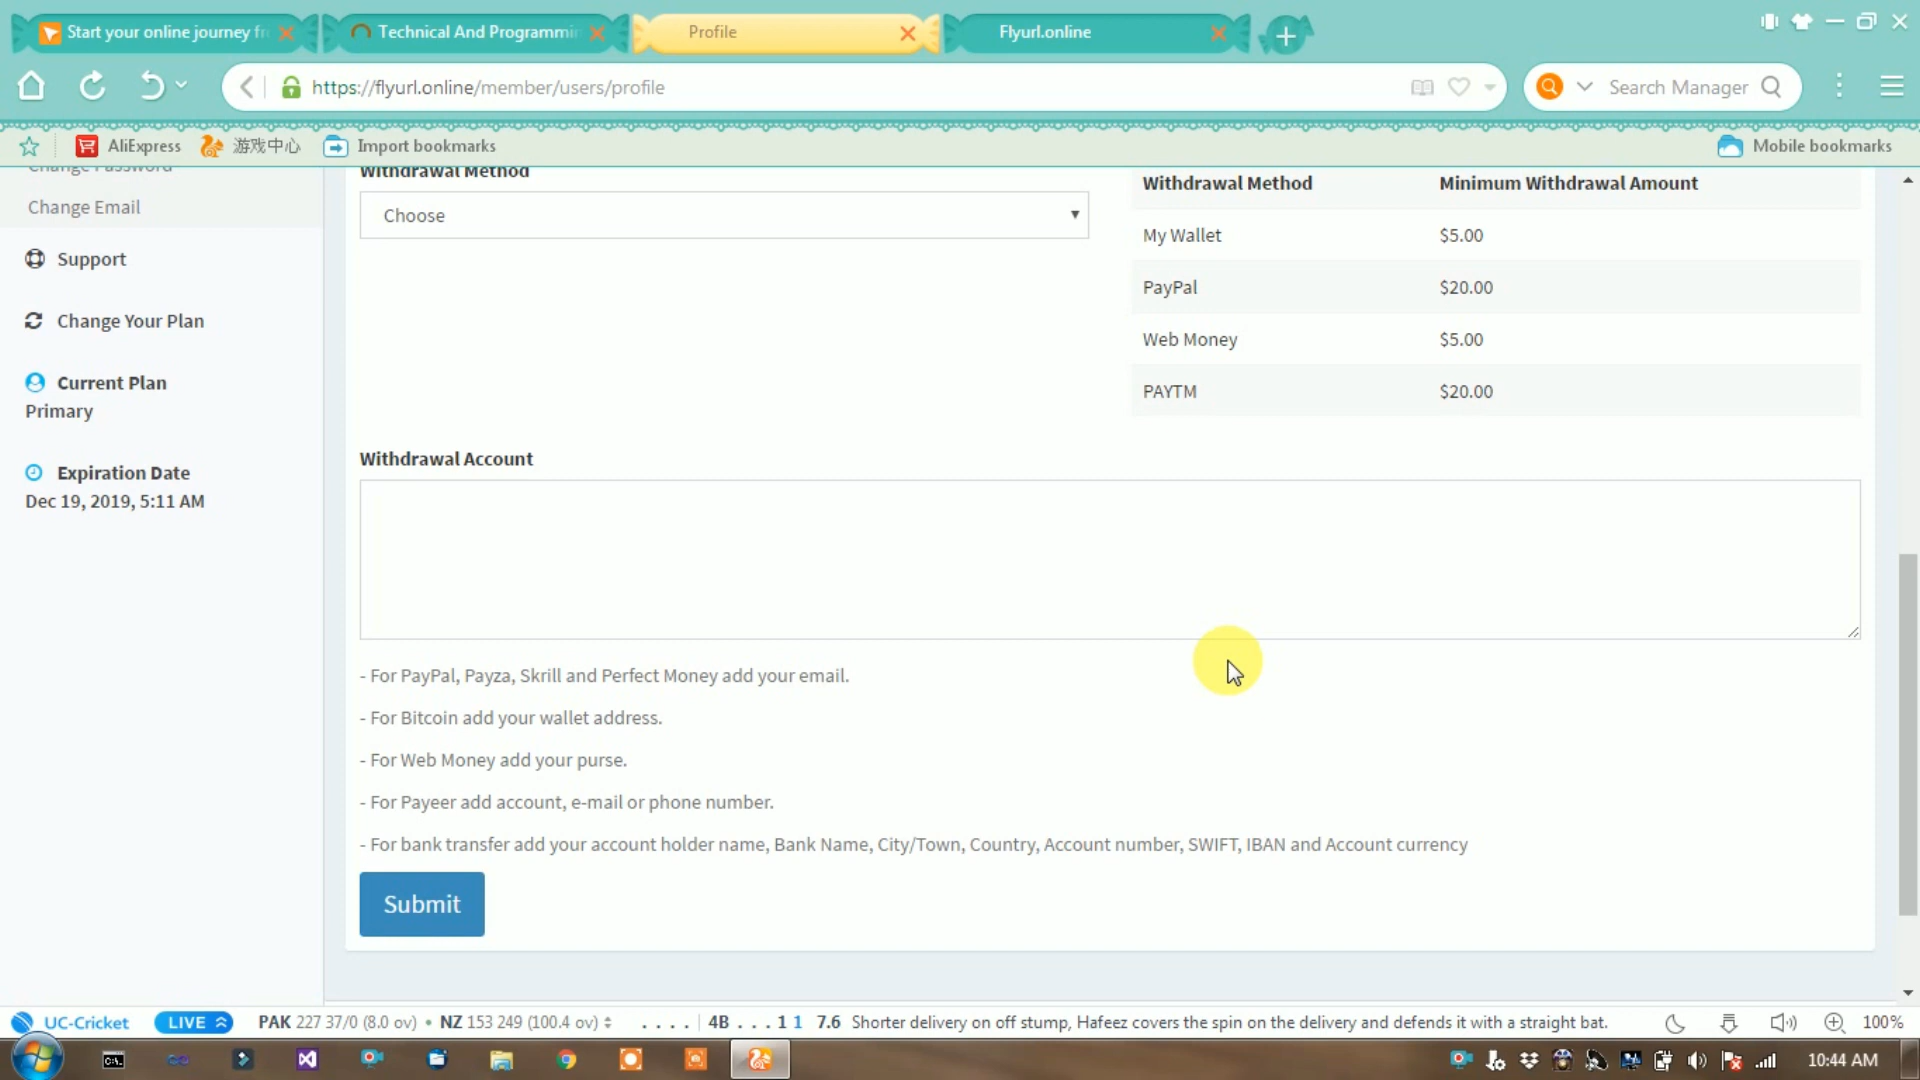 Start your online journey fr
Technical And Programmi
Profile
Flyurl.online
https://flyurl.online/member/users/profile
Search Manager
AliExpress
游戏中心
Import bookmarks
Mobile bookmarks
Change Password
Change Email
Support
Change Your Plan
Current Plan
Primary
Expiration Date
Dec 19, 2019, 5:11 AM
Withdrawal Method
Choose
Withdrawal Method Minimum Withdrawal Amount
My Wallet $5.00
PayPal $20.00
Web Money $5.00
PAYTM $20.00
Withdrawal Account
- For PayPal, Payza, Skrill and Perfect Money add your email.
- For Bitcoin add your wallet address.
- For Web Money add your purse.
- For Payeer add account, e-mail or phone number.
- For bank transfer add your account holder name, Bank Name, City/Town, Country, Account number, SWIFT, IBAN and Account currency
Submit
UC-Cricket LIVE PAK 227 37/0 (8.0 ov) • NZ 153 249 (100.4 ov) . . . . | 4B . . . 1 1 7.6 Shorter delivery on off stump, Hafeez covers the spin on the delivery and defends it with a straight bat. 100%
10:44 AM